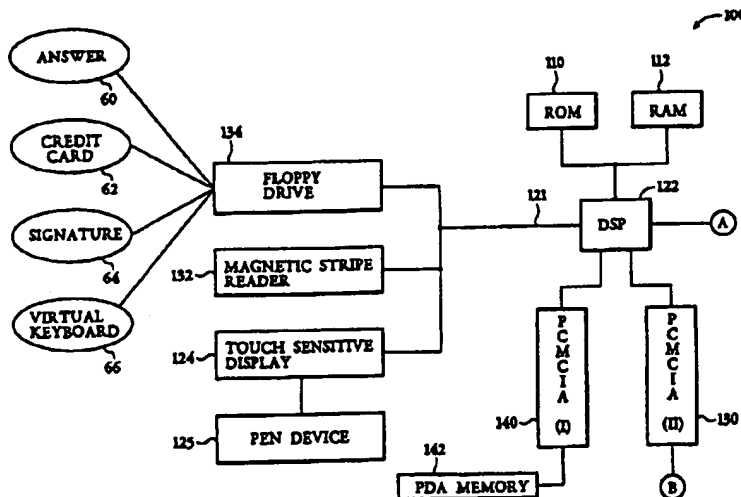 100
ANSWER
60
CREDIT
CARD
62
SIGNATURE
64
VIRTUAL
KEYBOARD
66
134
FLOPPY
DRIVE
132
MAGNETIC STRIPE
READER
124
TOUCH SENSITIVE
DISPLAY
125
PEN DEVICE
110
ROM
112
RAM
121
122
DSP
A
PCMCIA
(I)
140
PCMCIA
(II)
130
142
PDA MEMORY
B